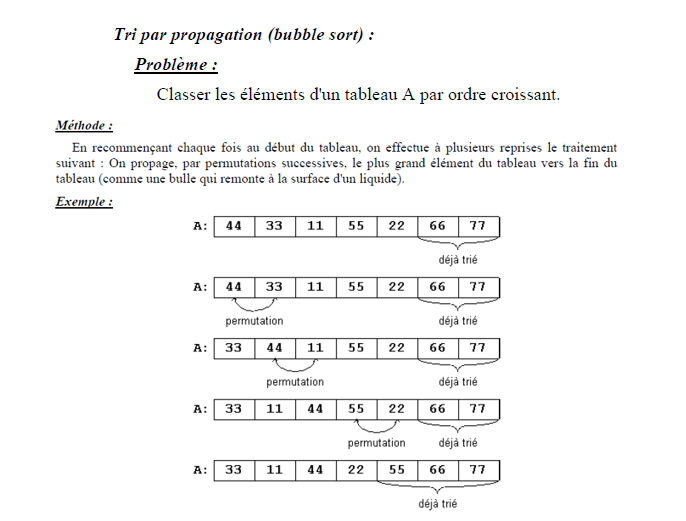 Tri par propagation (bubble sort) :
Problème :
Classer les éléments d'un tableau A par ordre croissant.
Méthode :
En recommençant chaque fois au début du tableau, on effectue à plusieurs reprises le traitement
suivant : On propage, par permutations successives, le plus grand élément du tableau vers la fin du
tableau (comme une bulle qui remonte à la surface d'un liquide).
Exemple :
A: 44 33 11 55 22 66 77
déjà trié
A: 44 33 11 55 22 66 77
permutation déjà trié
A: 33 44 11 55 22 66 77
permutation déjà trié
A: 33 11 44 55 22 66 77
permutation déjà trié
A: 33 11 44 22 55 66 77
déjà trié